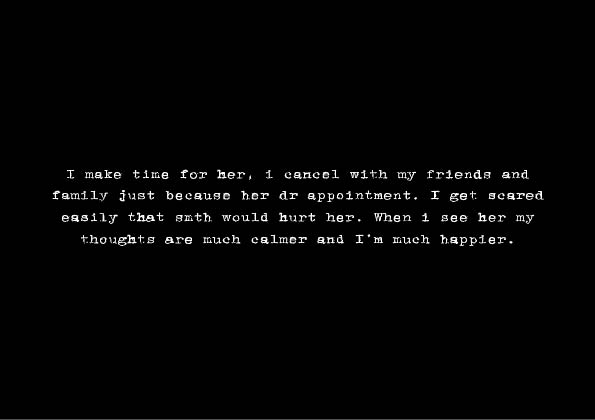 I make time for her, i cancel with my friends and
family just because her dr appointment. I get scared
easily that smth would hurt her. When i see her my
thoughts are much calmer and I'm much happier.